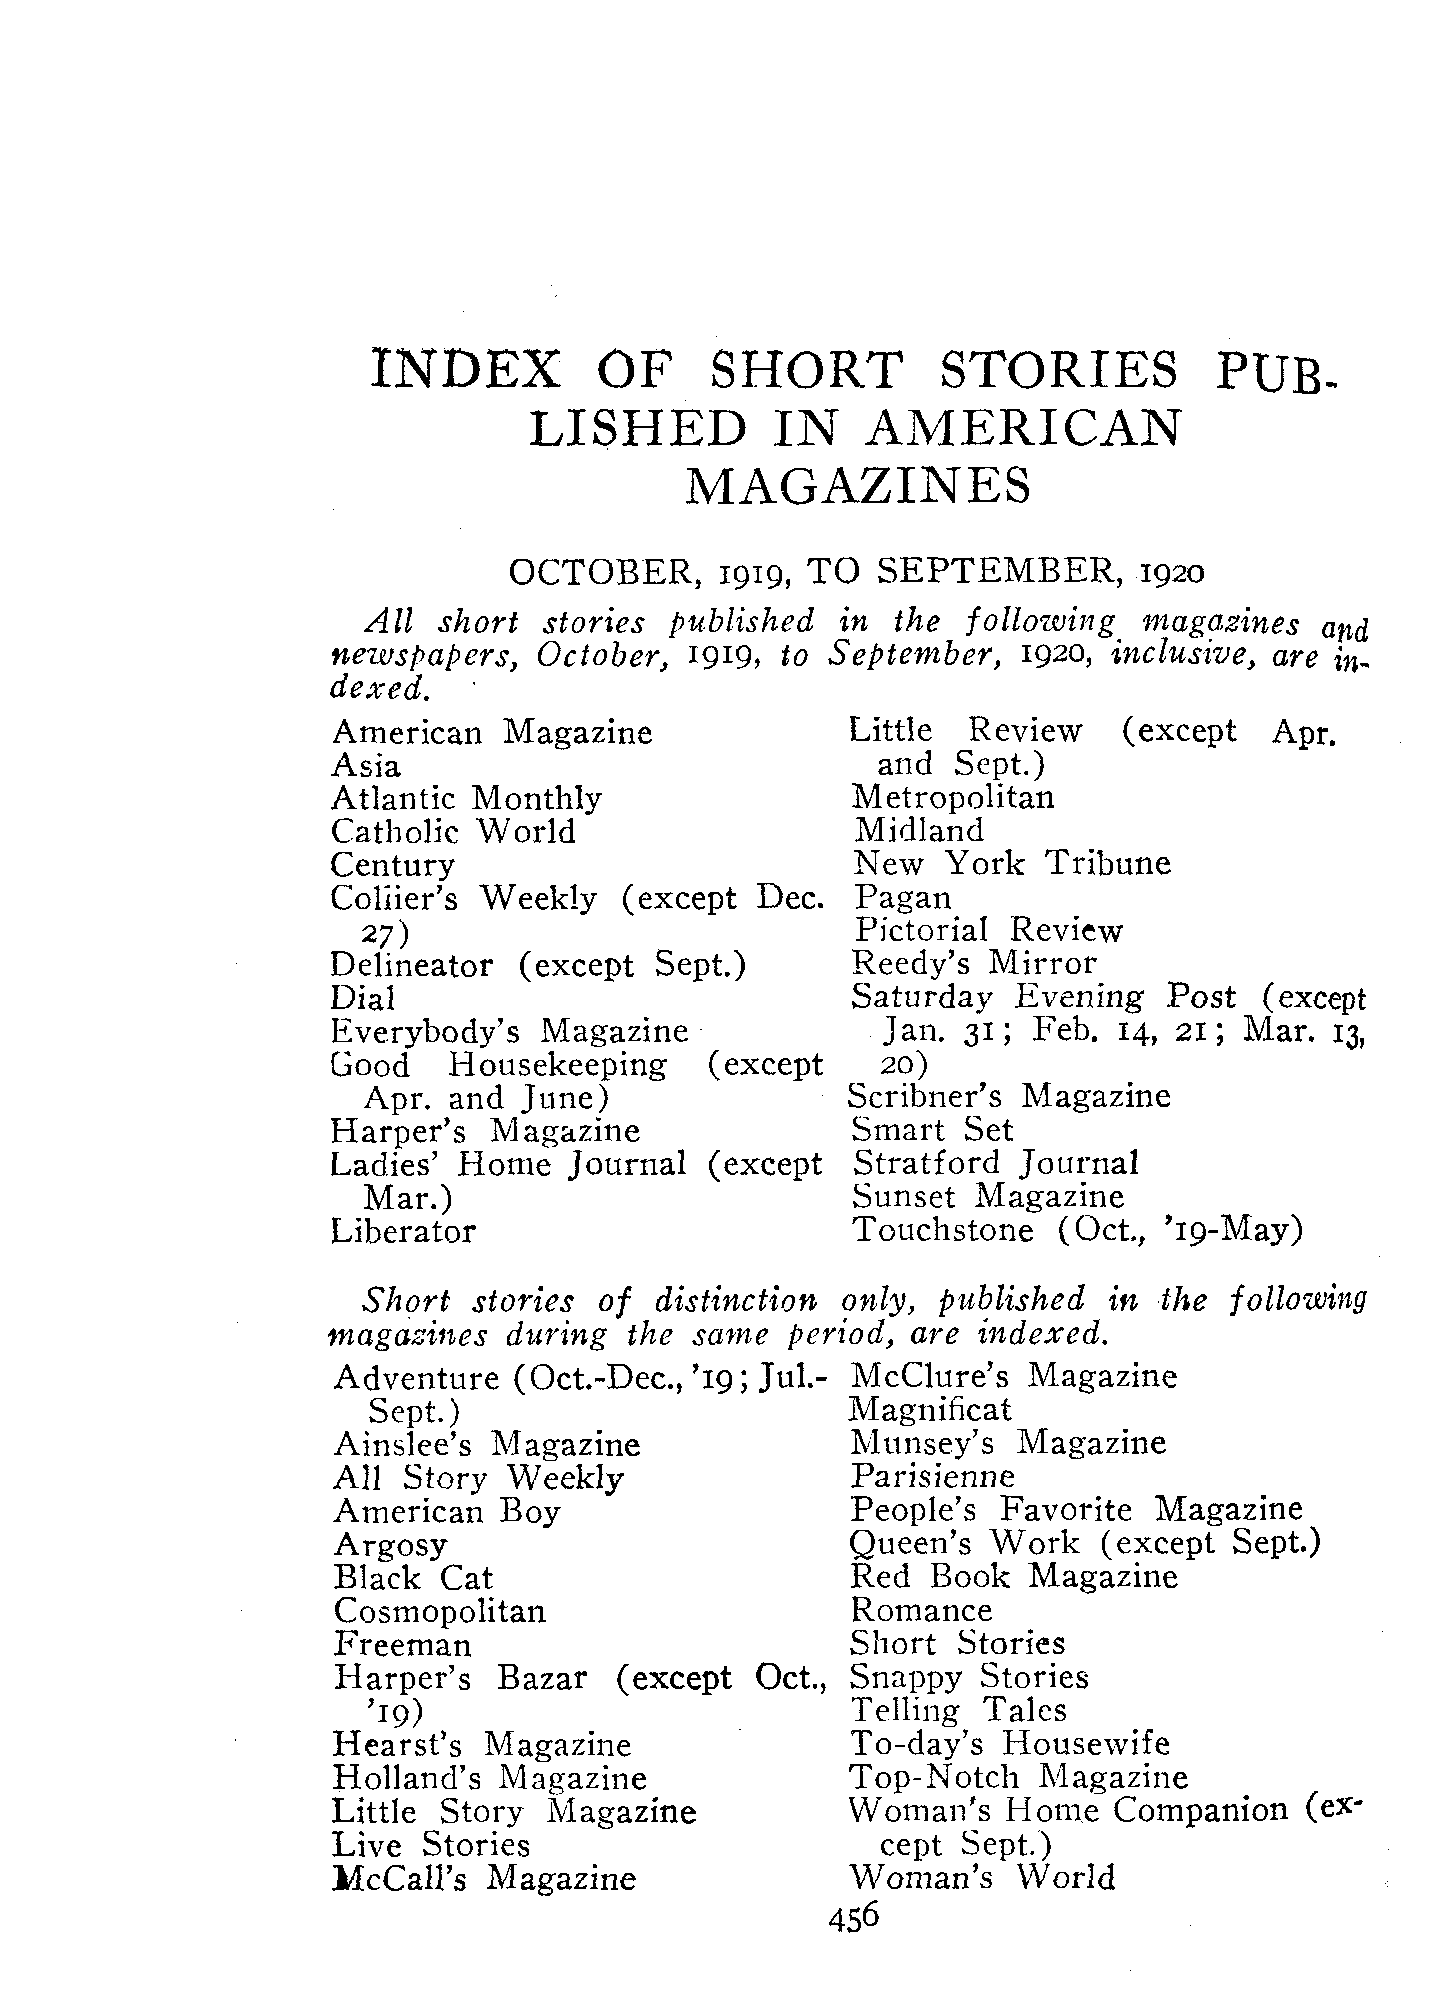 INDEX OF SHORT STORIES PUB-
LISHED IN AMERICAN
MAGAZINES
OCTOBER, 1919, TO SEPTEMBER, 1920
All short stories published in the following magazines and
newspapers, October, 1919, to September, 1920, inclusive, are in-
dexed.
American Magazine
Asia
Atlantic Monthly
Catholic World
Century
Collier's Weekly (except Dec.
27)
Delineator (except Sept.)
Dial
Everybody's Magazine
Good Housekeeping (except
Apr. and June)
Harper's Magazine
Ladies' Home Journal (except
Mar.)
Liberator
Little Review (except Apr.
and Sept.)
Metropolitan
Midland
New York Tribune
Pagan
Pictorial Review
Reedy's Mirror
Saturday Evening Post (except
Jan. 31; Feb. 14, 21; Mar. 13,
20)
Scribner's Magazine
Smart Set
Stratford Journal
Sunset Magazine
Touchstone (Oct., '19-May)
Short stories of distinction only, published in the following
magazines during the same period, are indexed.
Adventure (Oct.-Dec., '19; Jul.-
Sept.)
Ainslee's Magazine
All Story Weekly
American Boy
Argosy
Black Cat
Cosmopolitan
Freeman
Harper's Bazar (except Oct.,
'19)
Hearst's Magazine
Holland's Magazine
Little Story Magazine
Live Stories
McCall's Magazine
McClure's Magazine
Magnificat
Munsey's Magazine
Parisienne
People's Favorite Magazine
Queen's Work (except Sept.)
Red Book Magazine
Romance
Short Stories
Snappy Stories
Telling Tales
To-day's Housewife
Top-Notch Magazine
Woman's Home Companion (ex-
cept Sept.)
Woman's World
456